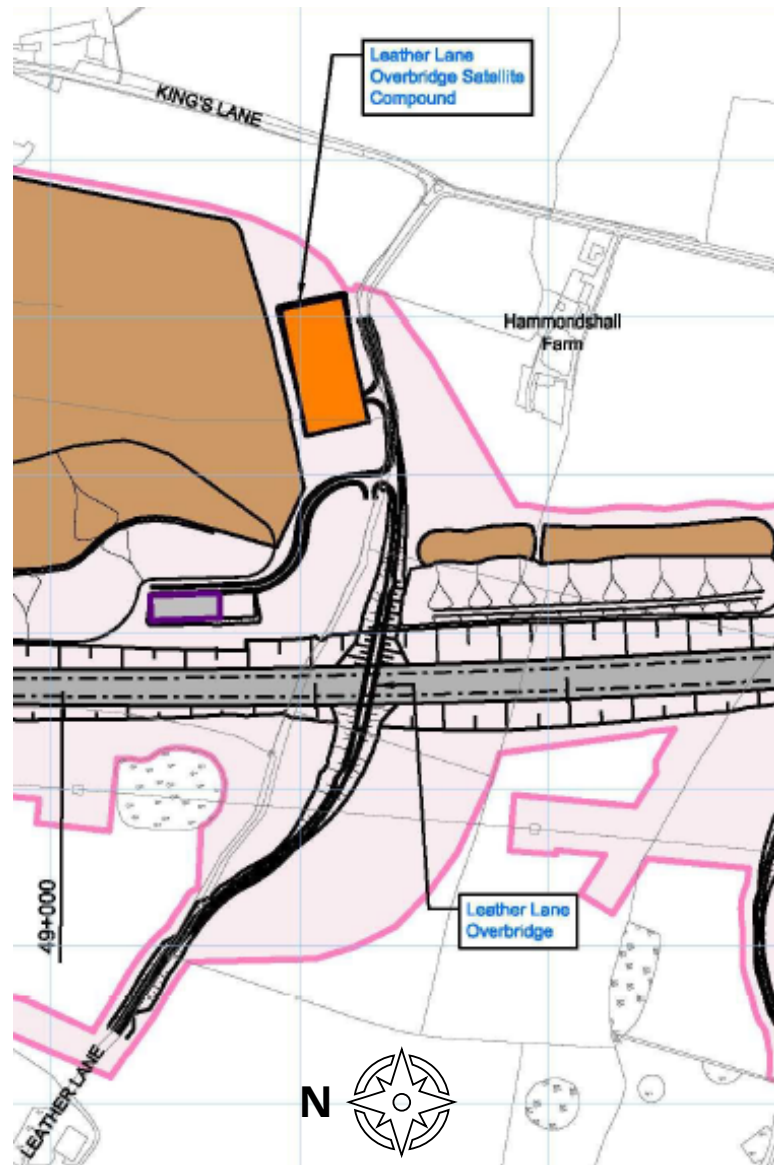 Leather Lane
Overbridge Satellite
Compound
KING'S LANE
Hammondshall
Farm
49+000
Leather Lane
Overbridge
LEATHER LANE
N